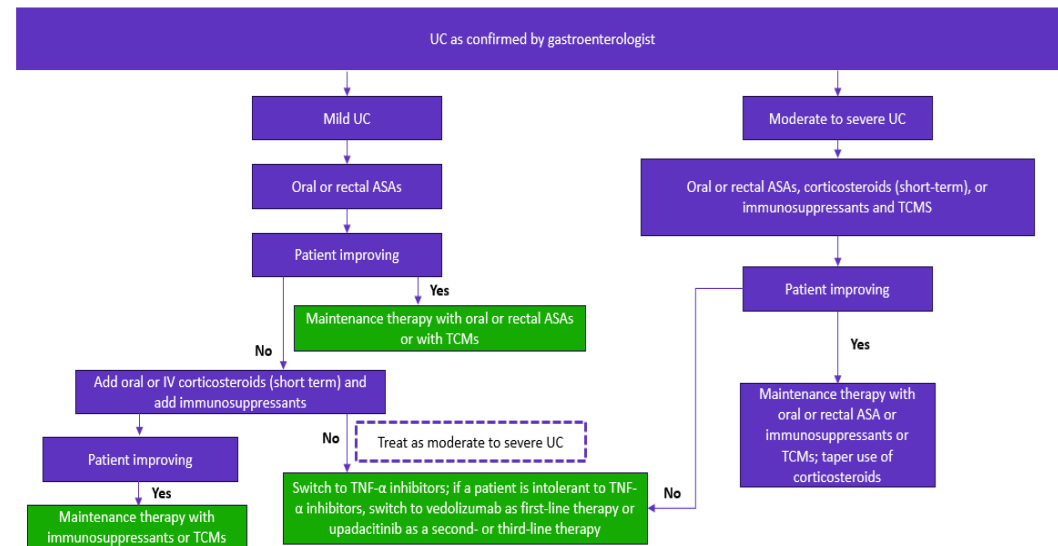 UC as confirmed by gastroenterologist
Mild UC
Moderate to severe UC
Oral or rectal ASAs
Oral or rectal ASAs, corticosteroids (short-term), or
immunosuppressants and TCMS
Patient improving
Patient improving
Yes
Maintenance therapy with oral or rectal ASAs
or with TCMs
Yes
No
Add oral or IV corticosteroids (short term) and
add immunosuppressants
Maintenance therapy with
oral or rectal ASA or
immunosuppressants or
TCMs; taper use of
corticosteroids
No
Treat as moderate to severe UC
Patient improving
Yes
Switch to TNF-α inhibitors; if a patient is intolerant to TNF-
α inhibitors, switch to vedolizumab as first-line therapy or
upadacitinib as a second- or third-line therapy
No
Maintenance therapy with
immunosuppressants or TCMs